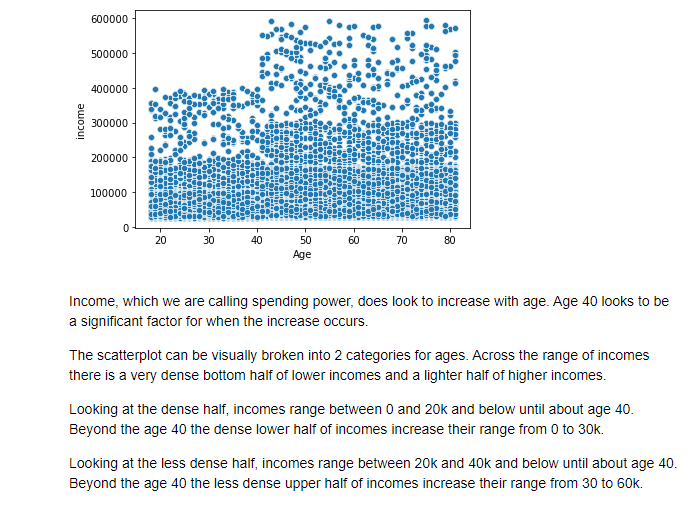 600000
500000
400000
300000
200000
100000
0
income
20 30 40 50 60 70 80
Age
Income, which we are calling spending power, does look to increase with age. Age 40 looks to be
a significant factor for when the increase occurs.
The scatterplot can be visually broken into 2 categories for ages. Across the range of incomes
there is a very dense bottom half of lower incomes and a lighter half of higher incomes.
Looking at the dense half, incomes range between 0 and 20k and below until about age 40.
Beyond the age 40 the dense lower half of incomes increase their range from 0 to 30k.
Looking at the less dense half, incomes range between 20k and 40k and below until about age 40.
Beyond the age 40 the less dense upper half of incomes increase their range from 30 to 60k.